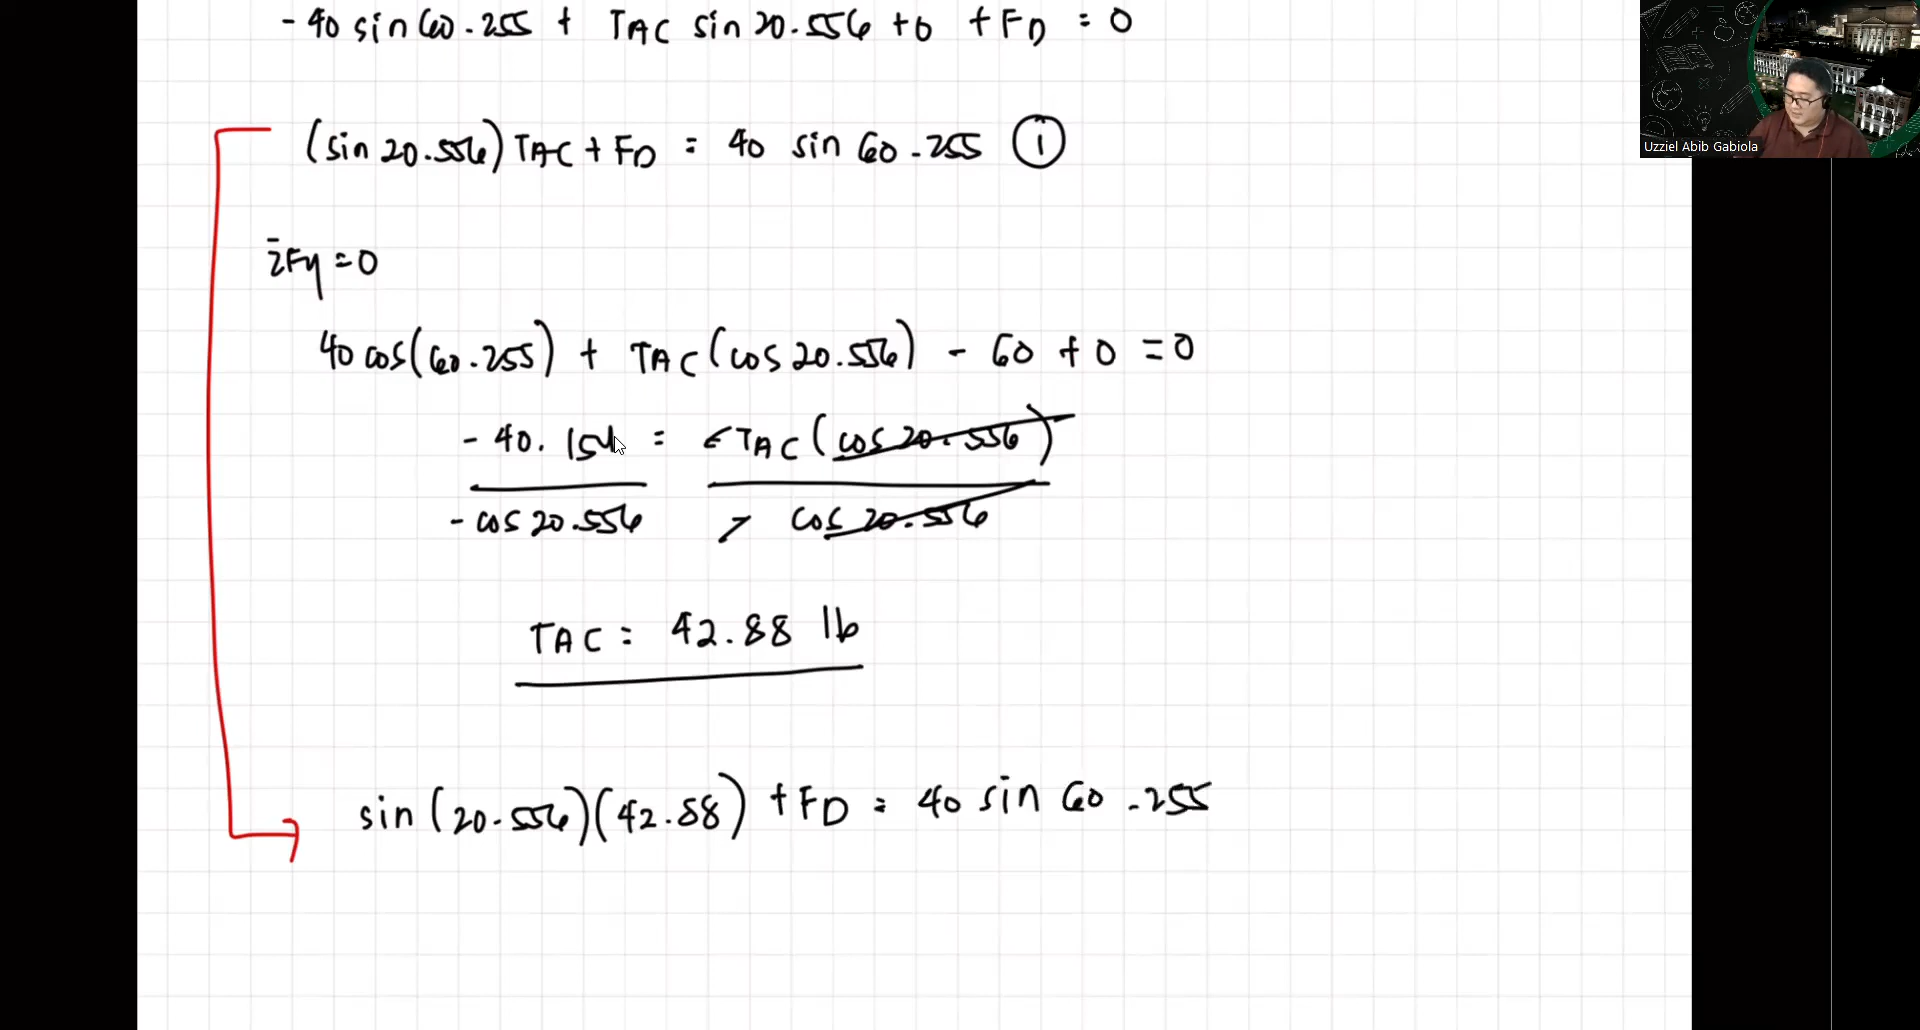 - 40 sin 60.255 + TAC sin 20.556 + 0 + FD = 0
(sin 20.556) TAC + FD = 40 sin 60.255 ①
Uzziel Abib Gabiola
ΣFy = 0
40 cos(60.255) + TAC (cos 20.556) - 60 + 0 = 0
- 40.154 = - TAC (cos 20.556)
- cos 20.556 - cos 20.556
TAC = 42.88 lb
sin (20.556)(42.88) + FD = 40 sin 60.255